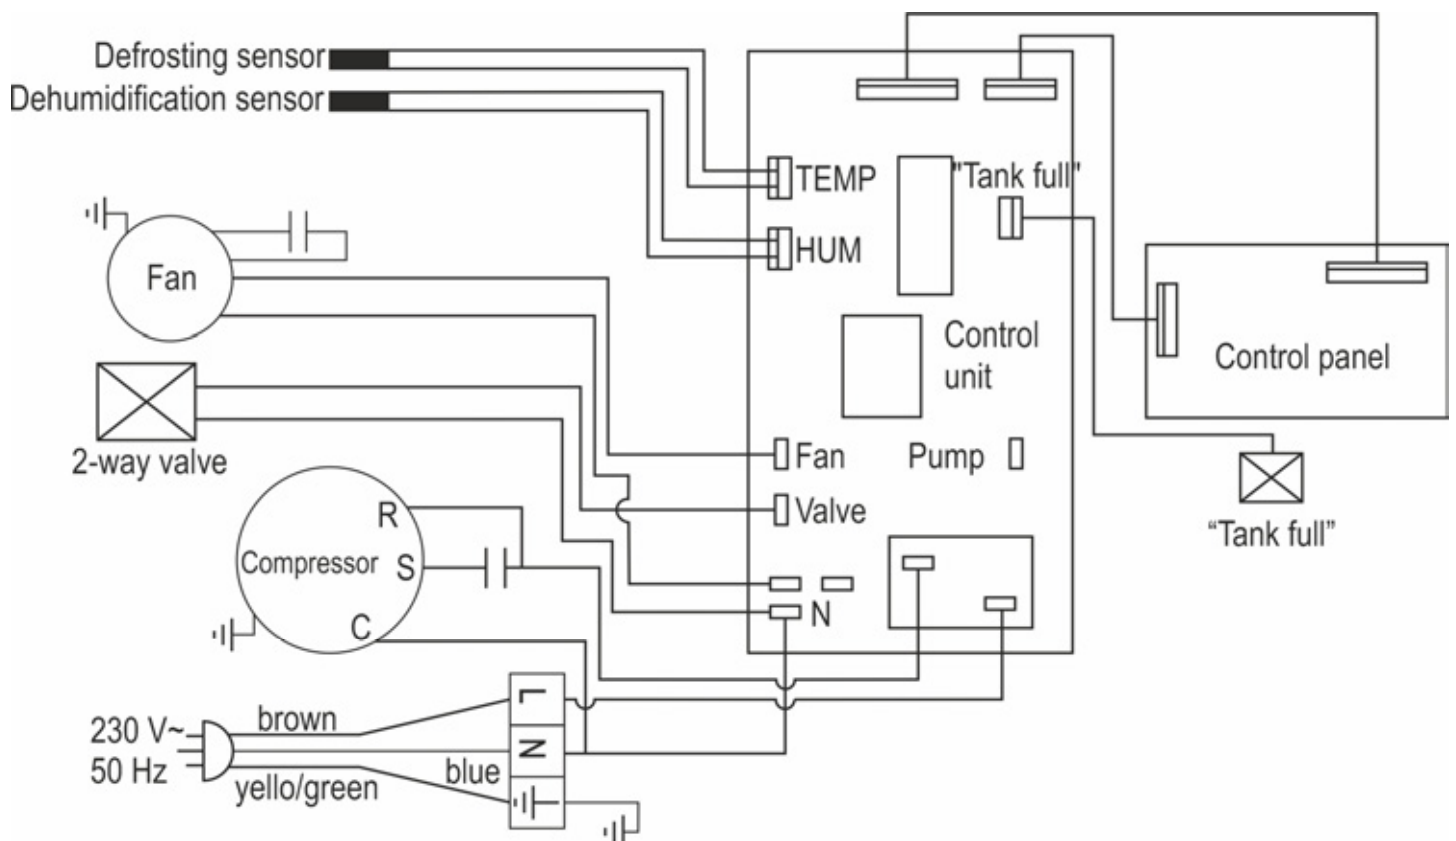 Defrosting sensor
Dehumidification sensor
TEMP
"Tank full"
HUM
Fan
Control
unit
Control panel
2-way valve
Fan
Pump
Valve
“Tank full”
R
Compressor
S
C
N
L
230 V~
brown
N
50 Hz
blue
yello/green